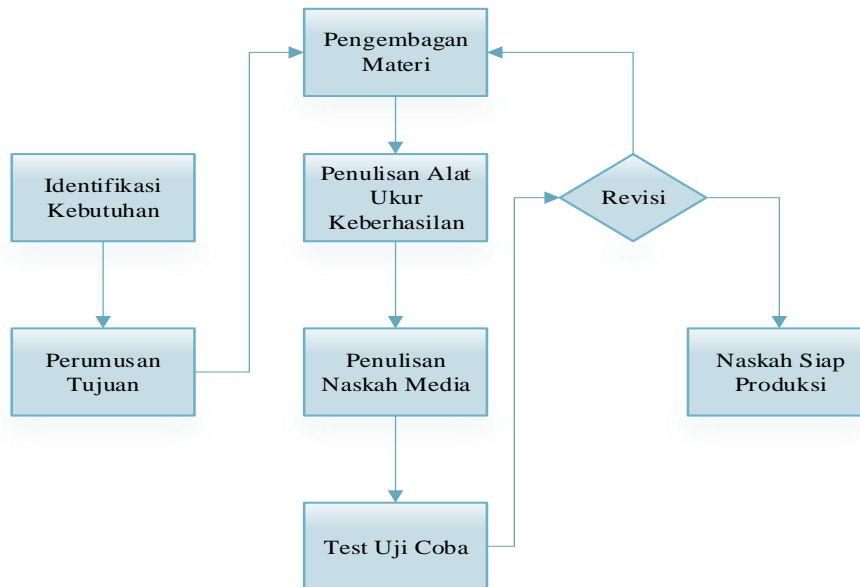 Identifikasi
Kebutuhan
Perumusan
Tujuan
Pengembagan
Materi
Penulisan Alat
Ukur
Keberhasilan
Penulisan
Naskah Media
Test Uji Coba
Revisi
Naskah Siap
Produksi